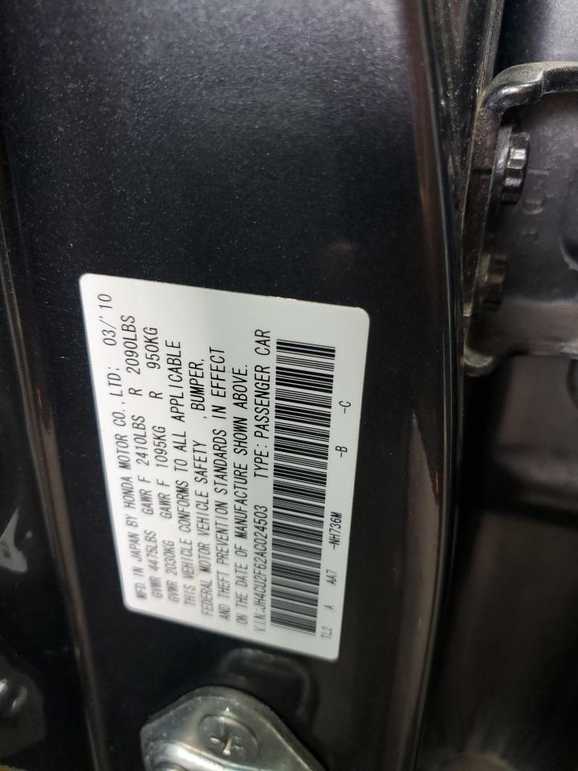 MFD. IN JAPAN BY HONDA MOTOR CO., LTD: 03/'10
GVWR 4475LBS GAWR F 2410LBS R 2090LBS
GVWR 2030KG GAWR F 1095KG R 950KG
THIS VEHICLE CONFORMS TO ALL APPLICABLE
FEDERAL MOTOR VEHICLE SAFETY ,BUMPER,
AND THEFT PREVENTION STANDARDS IN EFFECT
ON THE DATE OF MANUFACTURE SHOWN ABOVE.
V.I.N:JH4CU2F62AC024503 TYPE: PASSENGER CAR
TL2 A 4A7 -NH736M -B -C